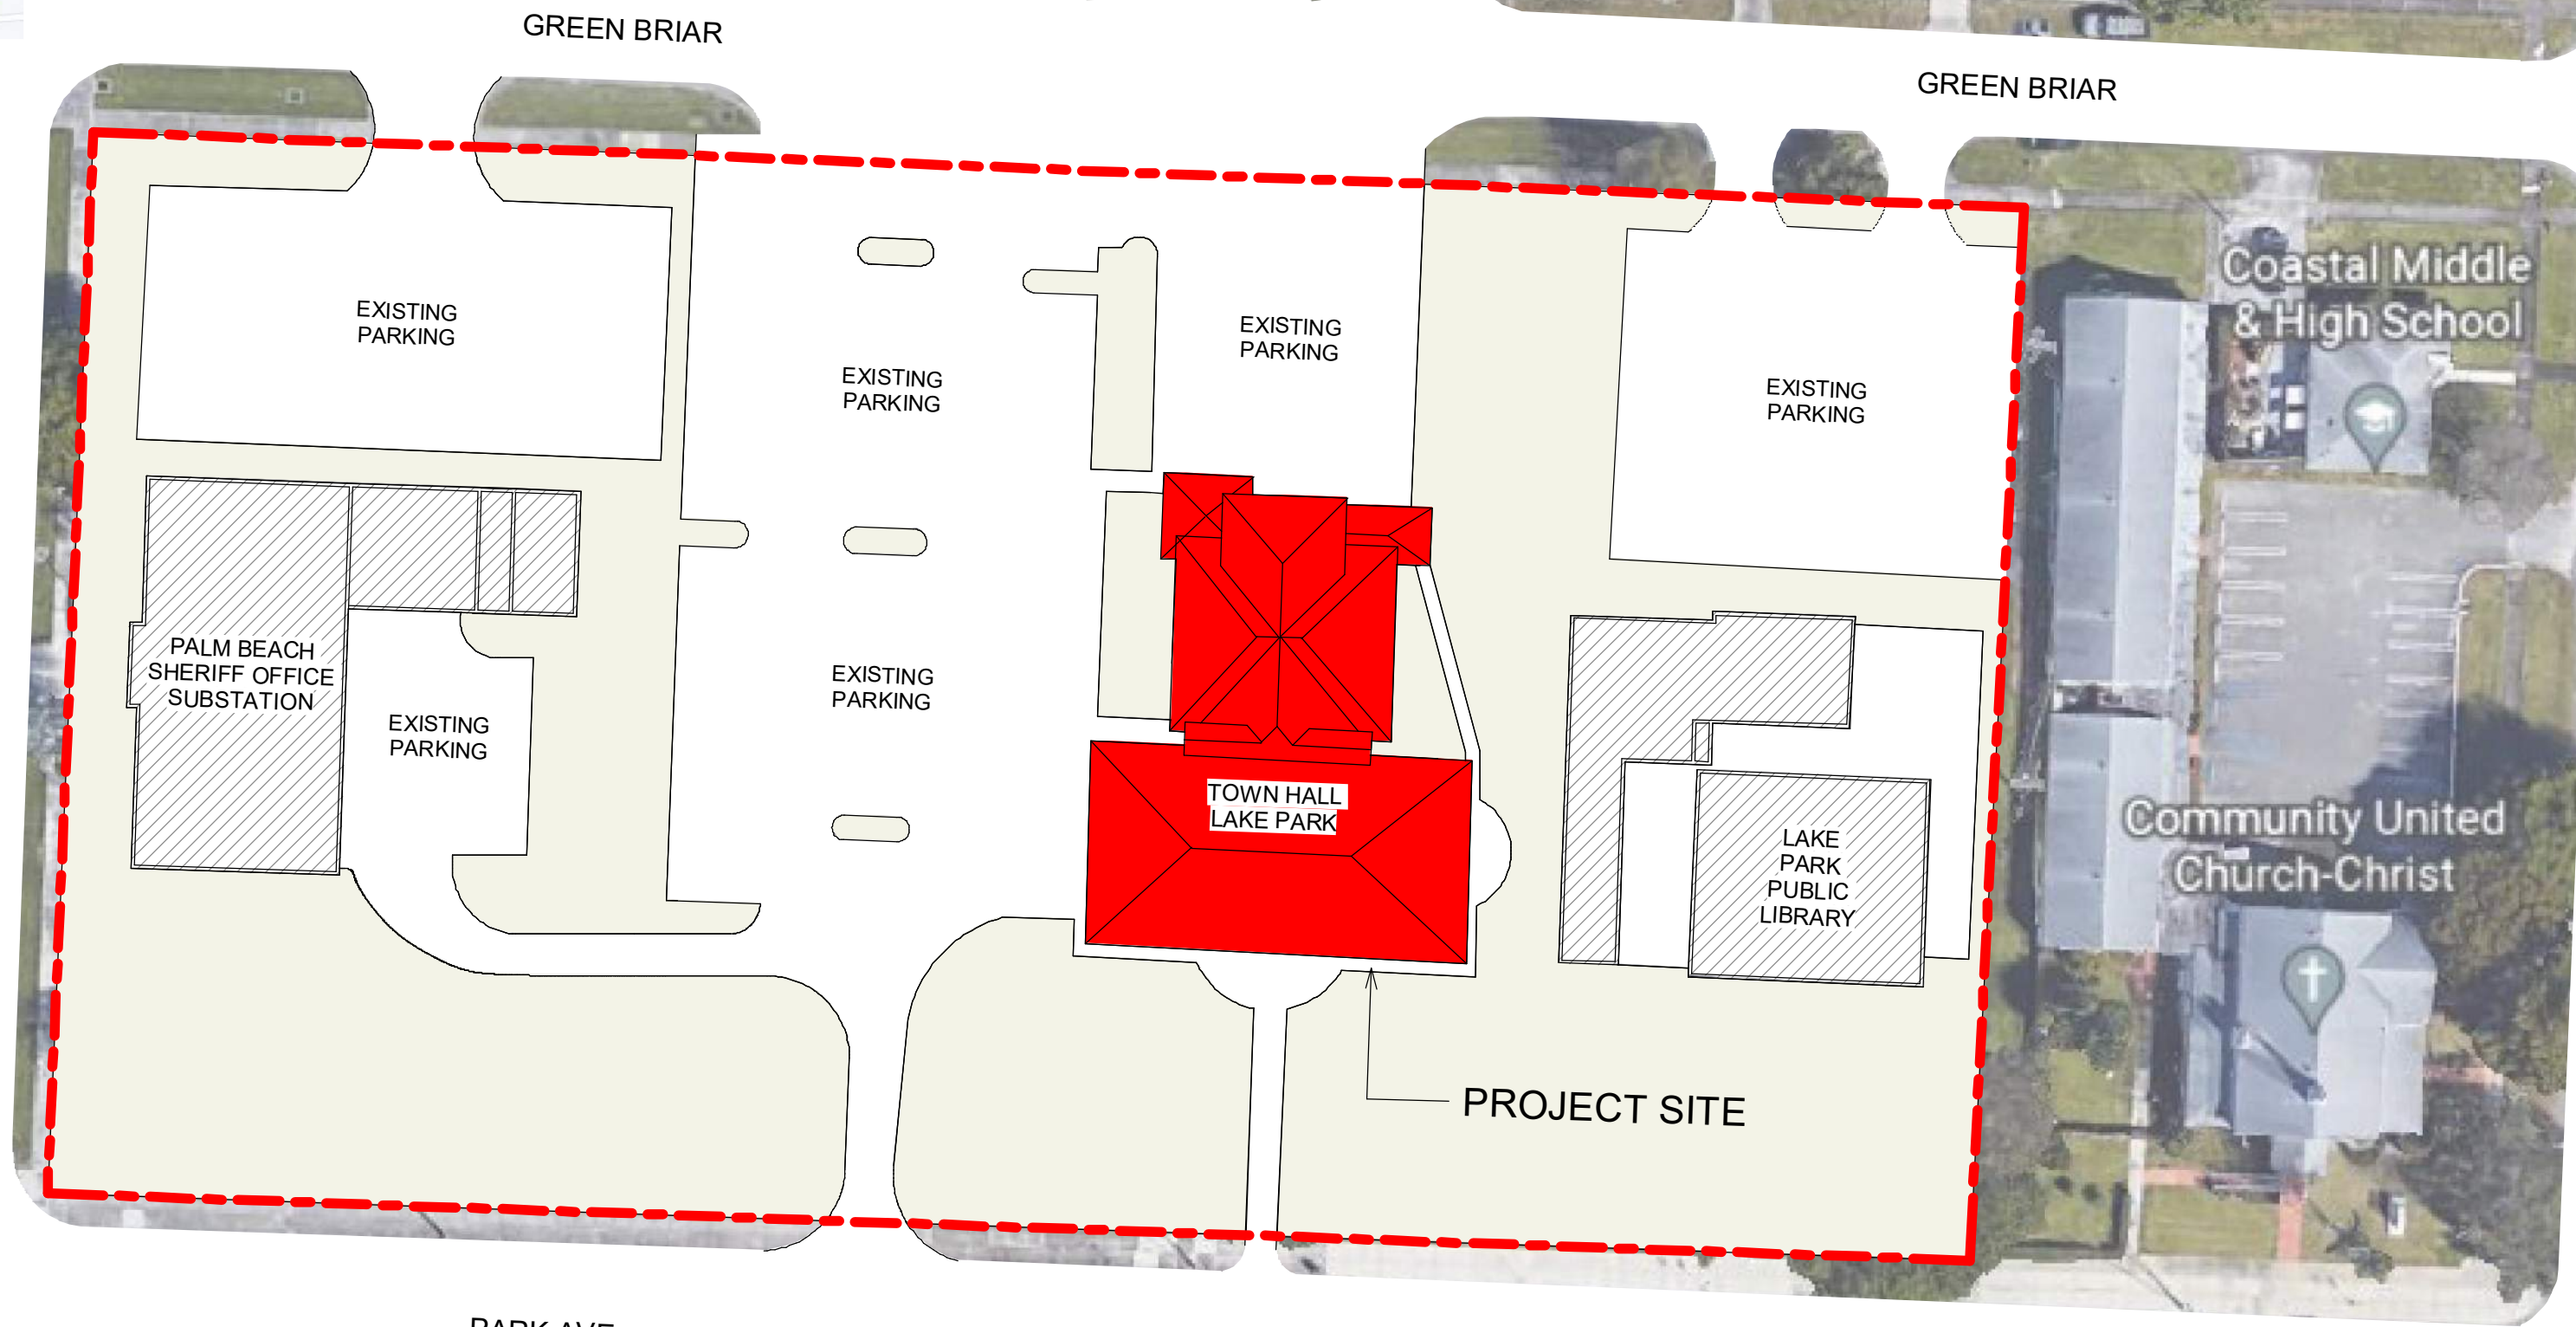 GREEN BRIAR
GREEN BRIAR
EXISTING
PARKING
EXISTING
PARKING
EXISTING
PARKING
EXISTING
PARKING
Coastal Middle
& High School
PALM BEACH
SHERIFF OFFICE
SUBSTATION
EXISTING
PARKING
EXISTING
PARKING
TOWN HALL
LAKE PARK
LAKE
PARK
PUBLIC
LIBRARY
Community United
Church-Christ
PROJECT SITE
PARK AVE